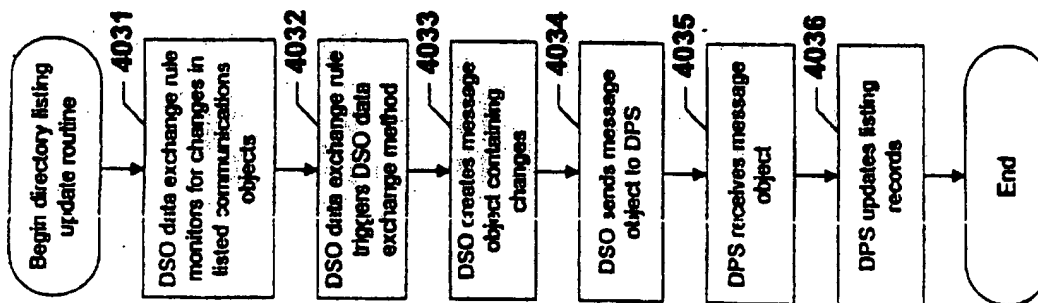 Begin directory listing
update routine
4031
DSO data exchange rule
monitors for changes in
listed communications
objects
4032
DSO data exchange rule
triggers DSO data
exchange method
4033
DSO creates message
object containing
changes
4034
DSO sends message
object to DPS
4035
DPS receives message
object
4036
DPS updates listing
records
End